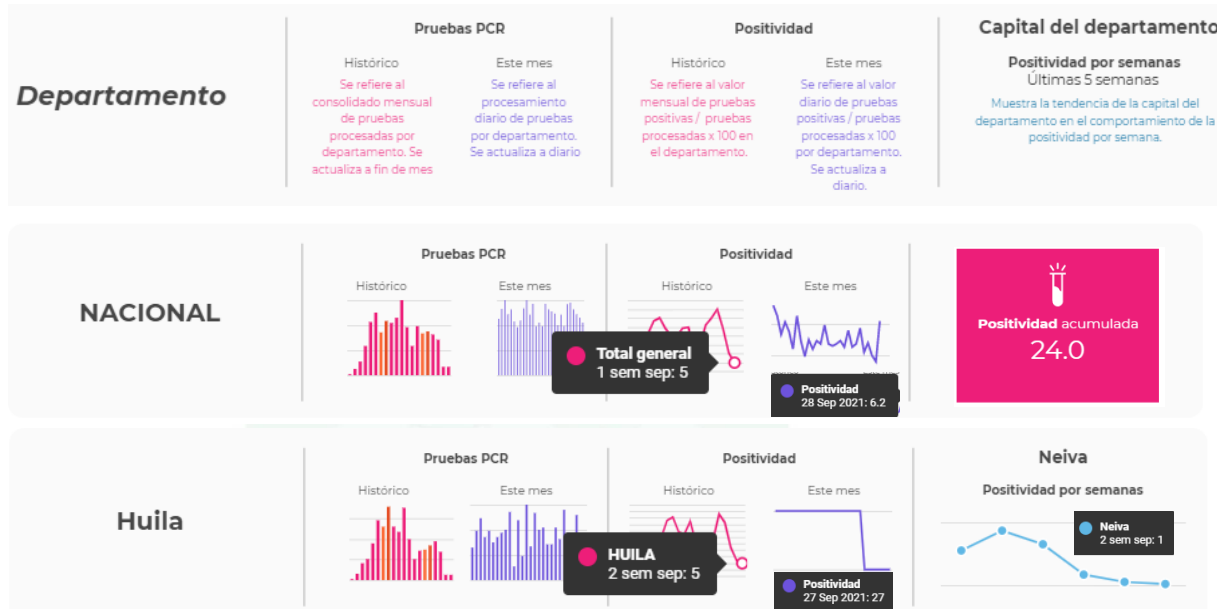 Departamento
Pruebas PCR
Histórico
Se refiere al
consolidado mensual
de pruebas
procesadas por
departamento. Se
actualiza a fin de mes
Este mes
Se refiere al
procesamiento
diario de pruebas
por departamento.
Se actualiza a diario
Positividad
Histórico
Se refiere al valor
mensual de pruebas
positivas / pruebas
procesadas x 100 en
el departamento.
Este mes
Se refiere al valor
diario de pruebas
positivas / pruebas
procesadas x 100
por departamento.
Se actualiza a
diario.
Capital del departamento
Positividad por semanas
Últimas 5 semanas
Muestra la tendencia de la capital del
departamento en el comportamiento de la
positividad por semana.
NACIONAL
Pruebas PCR
Histórico
Este mes
Positividad
Histórico
Este mes
Total general
1 sem sep: 5
Positividad
28 Sep 2021: 6.2
Positividad acumulada
24.0
Huila
Pruebas PCR
Histórico
Este mes
Positividad
Histórico
Este mes
HUILA
2 sem sep: 5
Positividad
27 Sep 2021: 27
Neiva
Positividad por semanas
Neiva
2 sem sep: 1